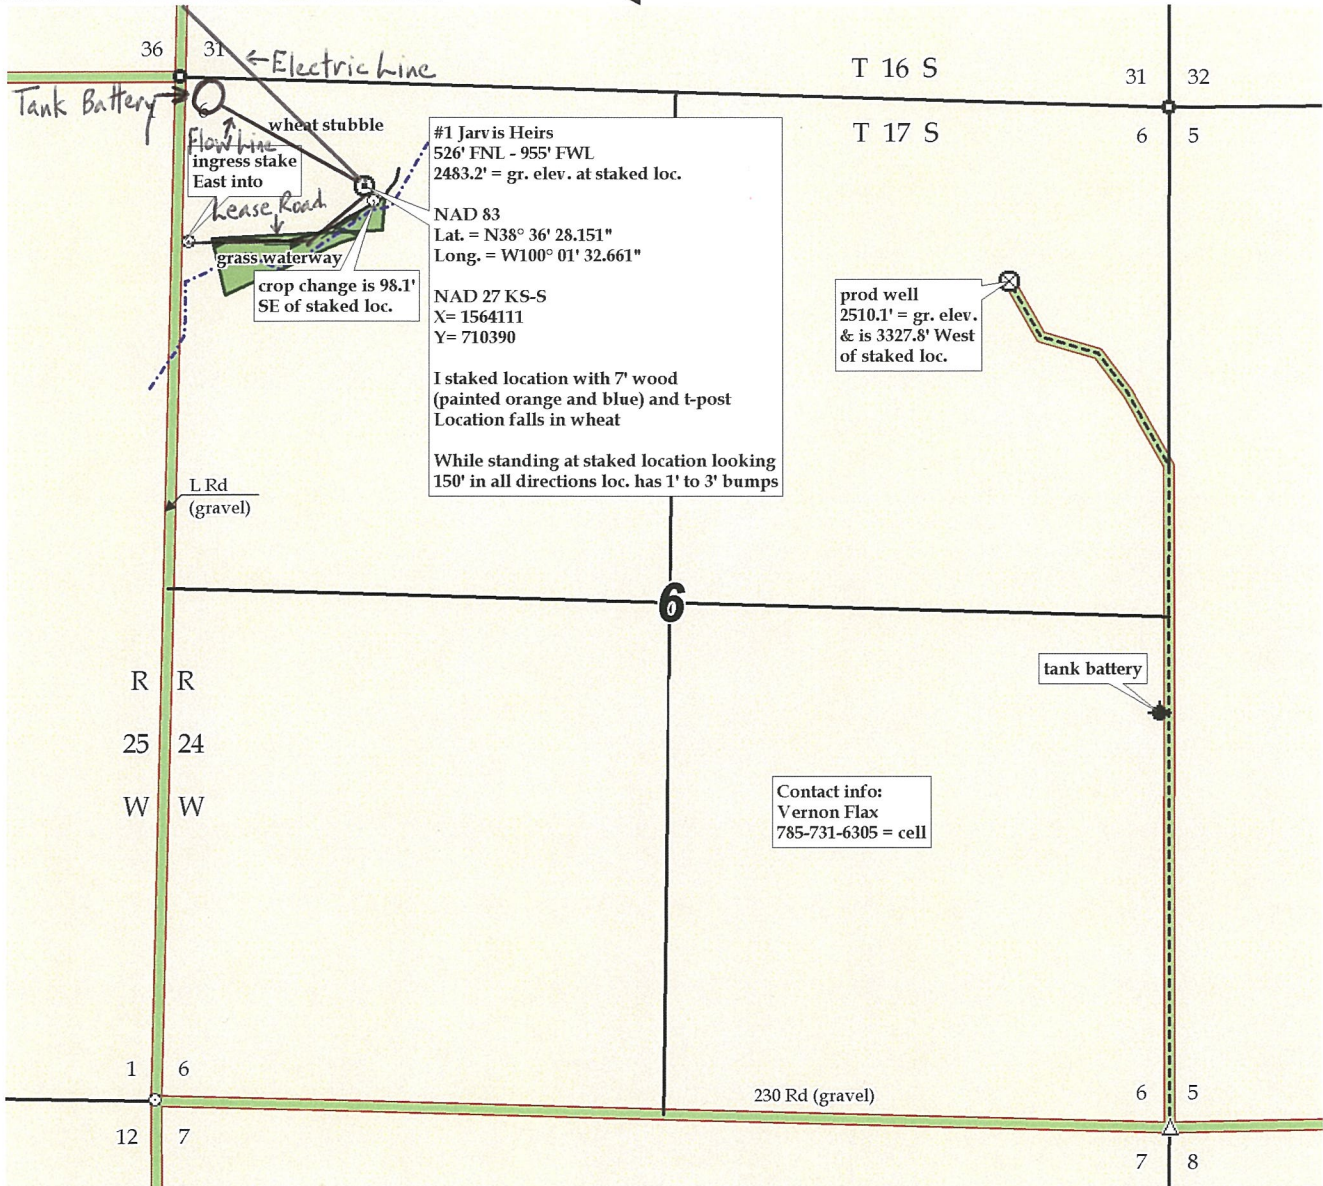 36 31
←Electric Line
T 16 S
31 32
Tank Battery
6
wheat stubble
Flow Line
T 17 S
6 5
ingress stake
East into
Lease Road
grass waterway
crop change is 98.1'
SE of staked loc.
#1 Jarvis Heirs
526' FNL - 955' FWL
2483.2' = gr. elev. at staked loc.
NAD 83
Lat. = N38° 36' 28.151"
Long. = W100° 01' 32.661"
NAD 27 KS-S
X= 1564111
Y= 710390
I staked location with 7' wood
(painted orange and blue) and t-post
Location falls in wheat
While standing at staked location looking
150' in all directions loc. has 1' to 3' bumps
prod well
2510.1' = gr. elev.
& is 3327.8' West
of staked loc.
L Rd
(gravel)
6
R R
25 24
W W
tank battery
Contact info:
Vernon Flax
785-731-6305 = cell
1 6
230 Rd (gravel)
6 5
12 7
7 8